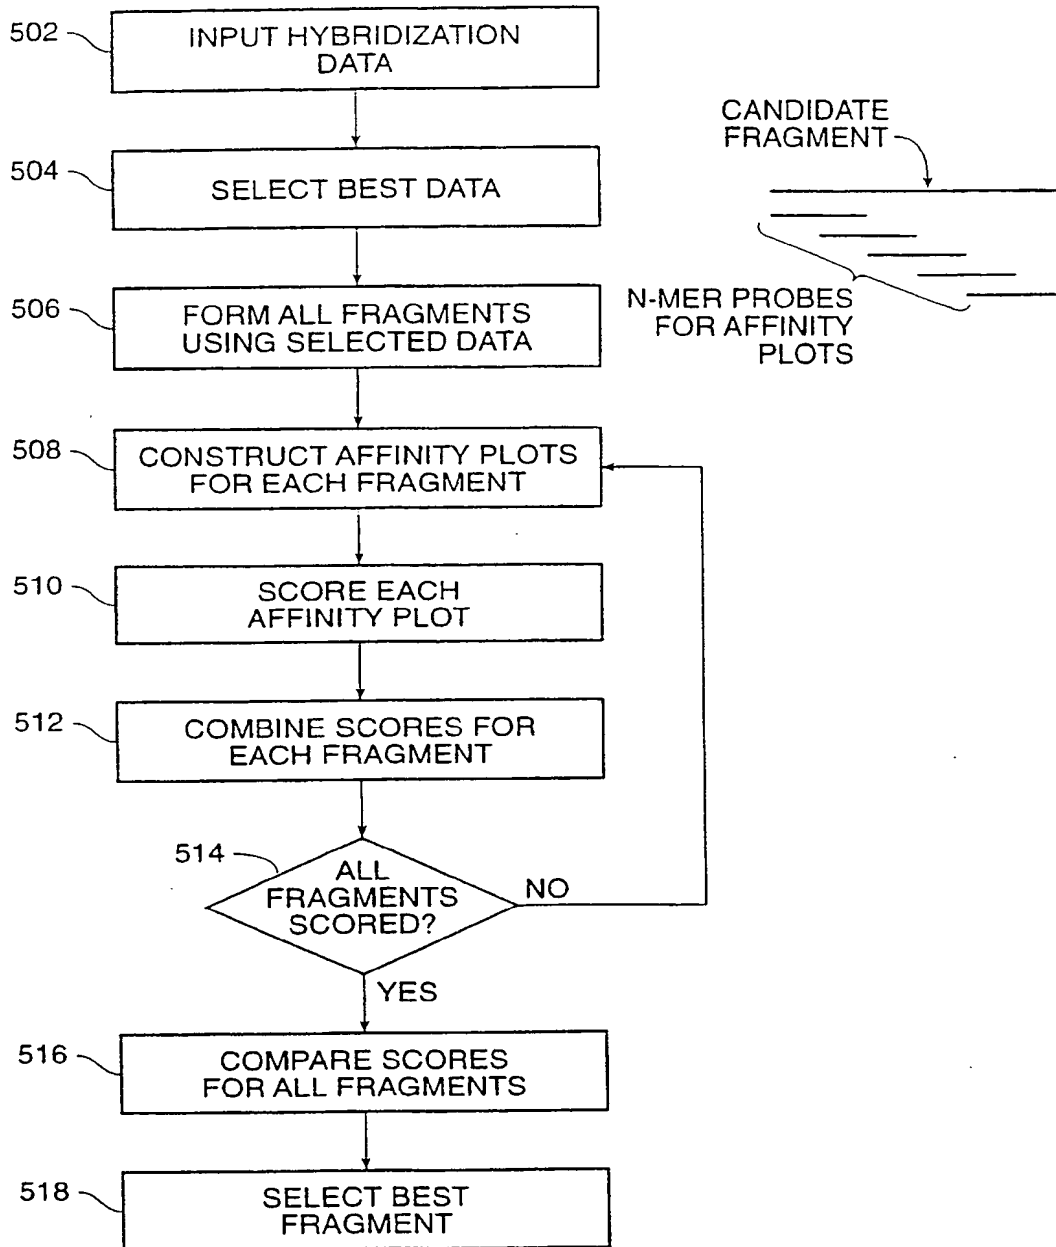 502
INPUT HYBRIDIZATION
DATA
504
SELECT BEST DATA
CANDIDATE
FRAGMENT
506
FORM ALL FRAGMENTS
USING SELECTED DATA
N-MER PROBES
FOR AFFINITY
PLOTS
508
CONSTRUCT AFFINITY PLOTS
FOR EACH FRAGMENT
510
SCORE EACH
AFFINITY PLOT
512
COMBINE SCORES FOR
EACH FRAGMENT
514
ALL
FRAGMENTS
SCORED?
NO
YES
516
COMPARE SCORES
FOR ALL FRAGMENTS
518
SELECT BEST
FRAGMENT